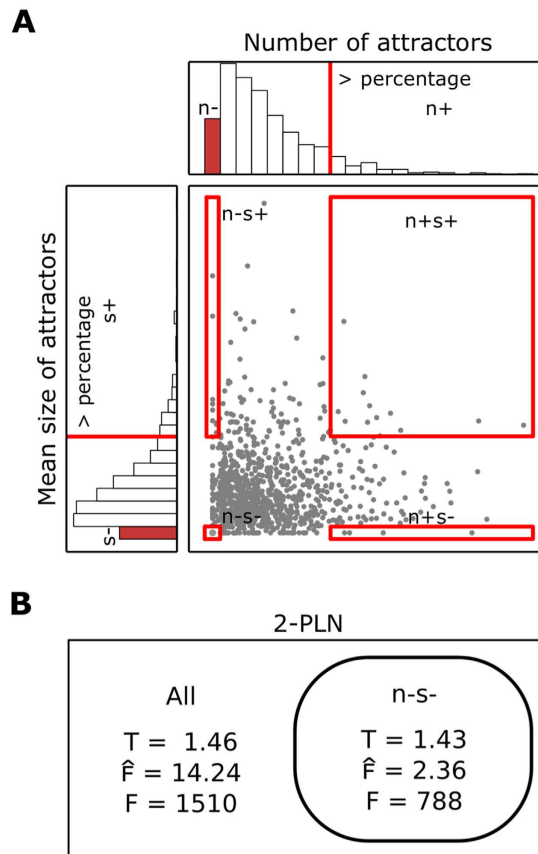 A
Number of attractors
> percentage
n-
n+
Mean size of attractors
> percentage
s+
s-
n-s+
n+s+
n-s-
n+s-
B
2-PLN
All
T = 1.46
F̂ = 14.24
F = 1510
n-s-
T = 1.43
F̂ = 2.36
F = 788